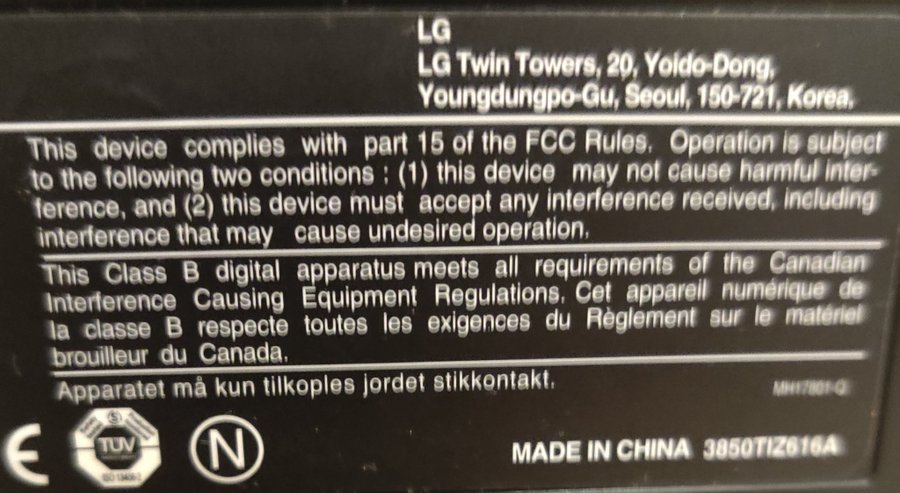 LG
LG Twin Towers, 20, Yoido-Dong,
Youngdungpo-Gu, Seoul, 150-721, Korea.
This device complies with part 15 of the FCC Rules. Operation is subject
to the following two conditions : (1) this device may not cause harmful inter-
ference, and (2) this device must accept any interference received, including
interference that may cause undesired operation.
This Class B digital apparatus meets all requirements of the Canadian
Interference Causing Equipment Regulations. Cet appareil numérique de
la classe B respecte toutes les exigences du Règlement sur le matériel
brouilleur du Canada.
Apparatet må kun tilkoples jordet stikkontakt.
CE
S
TUV
N
MADE IN CHINA 3850TIZ616A